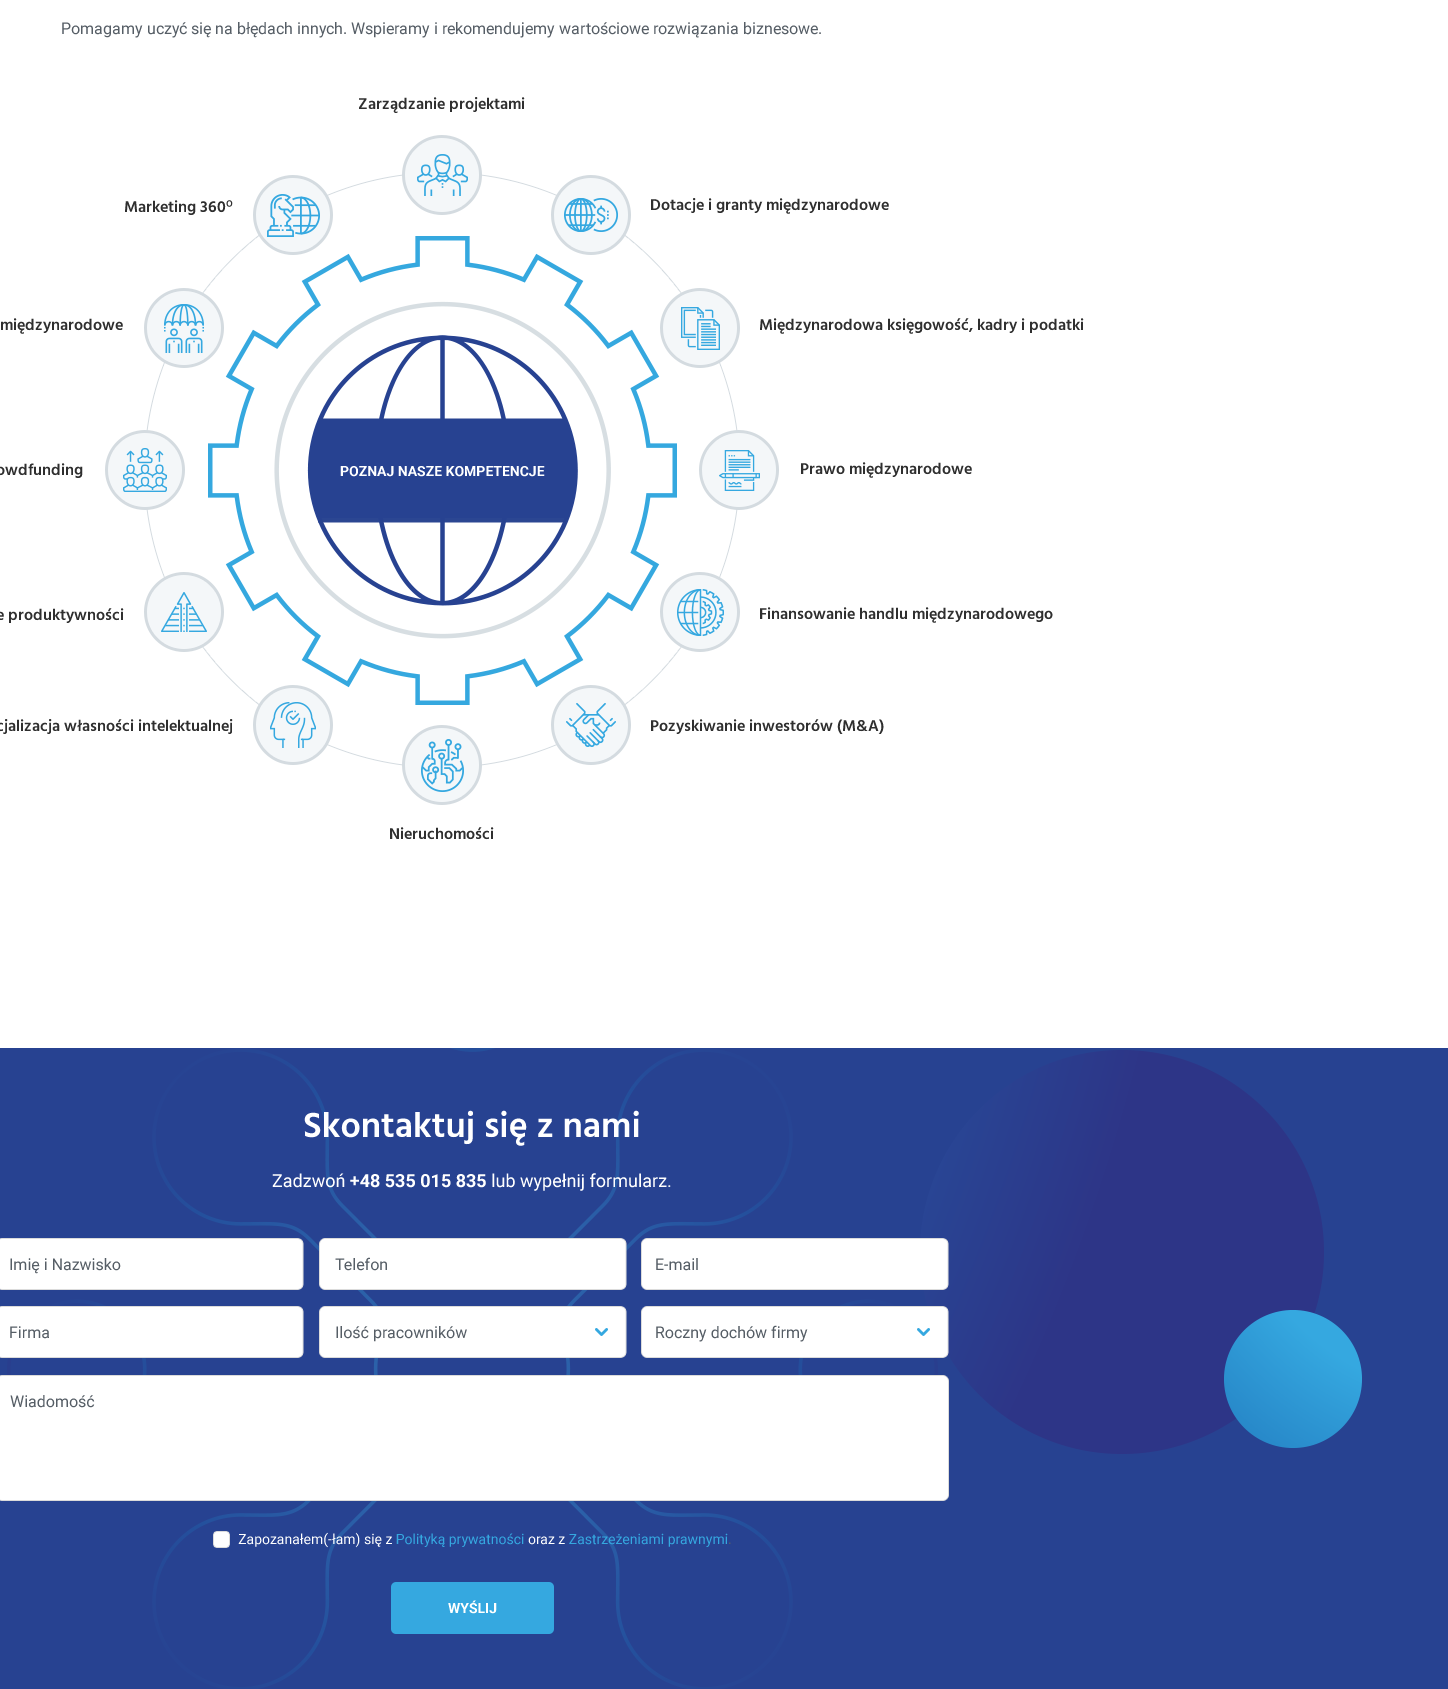 Pomagamy uczyć się na błędach innych. Wspieramy i rekomendujemy wartościowe rozwiązania biznesowe.
Zarządzanie projektami
Marketing 360º
Dotacje i granty międzynarodowe
międzynarodowe
Międzynarodowa księgowość, kadry i podatki
owdfunding
POZNAJ NASZE KOMPETENCJE
Prawo międzynarodowe
e produktywności
Finansowanie handlu międzynarodowego
cjalizacja własności intelektualnej
Pozyskiwanie inwestorów (M&A)
Nieruchomości
Skontaktuj się z nami
Zadzwoń +48 535 015 835 lub wypełnij formularz.
Imię i Nazwisko
Telefon
E-mail
Firma
Ilość pracowników
Roczny dochów firmy
Wiadomość
Zapozanałem(-łam) się z Polityką prywatności oraz z Zastrzeżeniami prawnymi.
WYŚLIJ